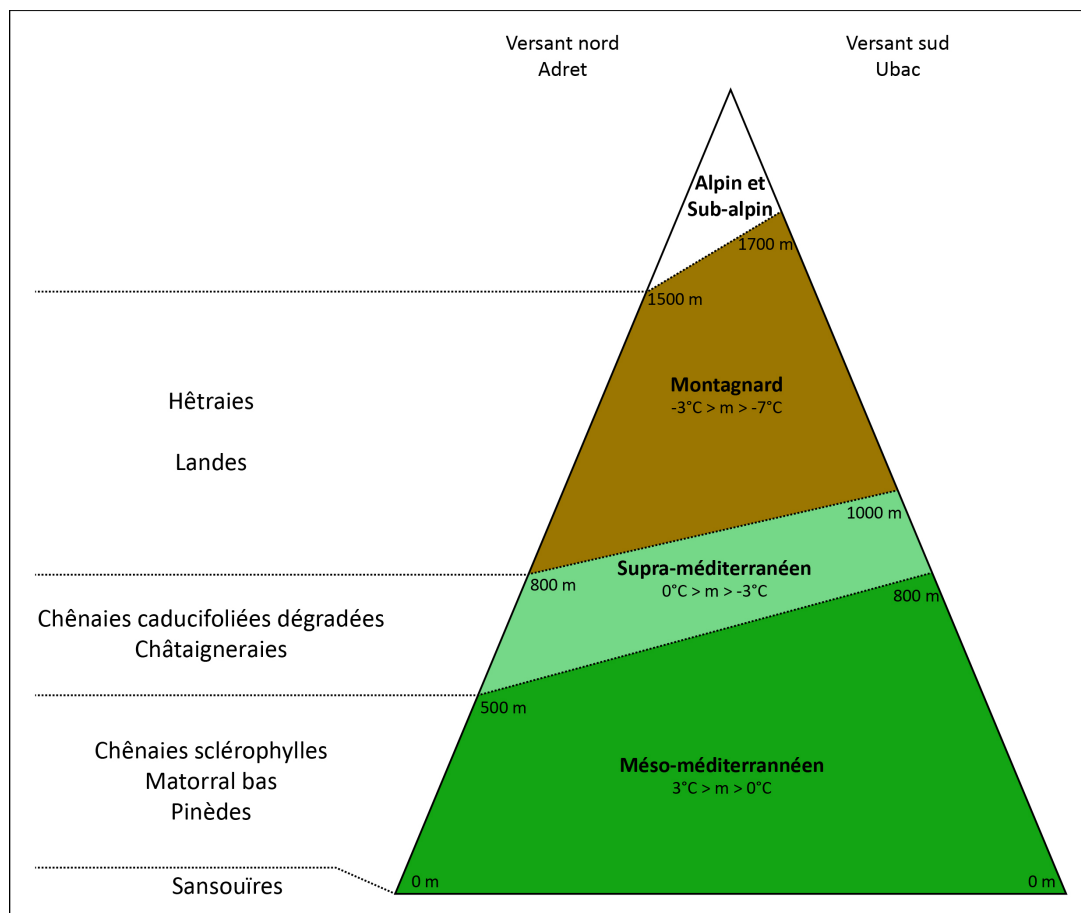 Versant nord
Adret
Versant sud
Ubac
Alpin et
Sub-alpin
1700 m
1500 m
Hêtraies
Landes
Montagnard
-3°C > m > -7°C
1000 m
800 m
Supra-méditerranéen
0°C > m > -3°C
800 m
Chênaies caducifoliées dégradées
Châtaigneraies
500 m
Chênaies sclérophylles
Matorral bas
Pinèdes
Méso-méditerrannéen
3°C > m > 0°C
Sansouïres
0 m
0 m